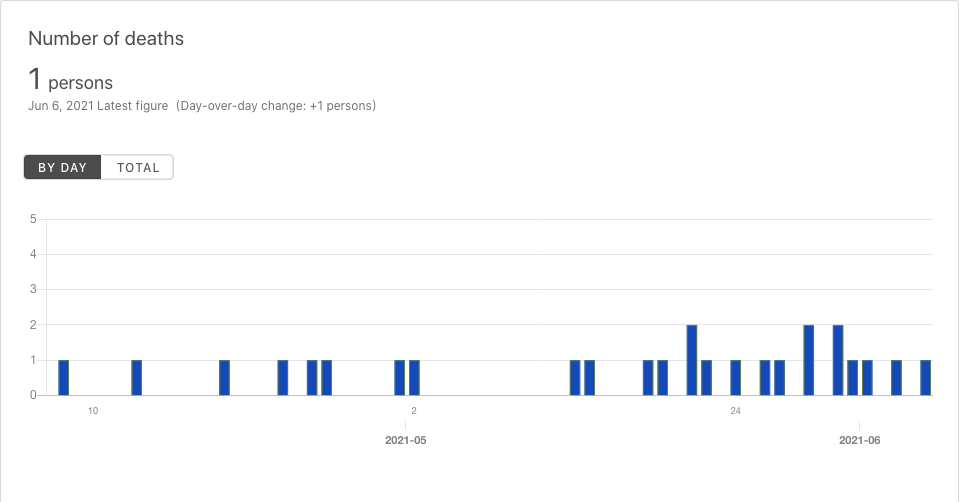 Number of deaths
1 persons
Jun 6, 2021 Latest figure (Day-over-day change: +1 persons)
BY DAY TOTAL
5
4
3
2
1
0
10 2 24
2021-05 2021-06